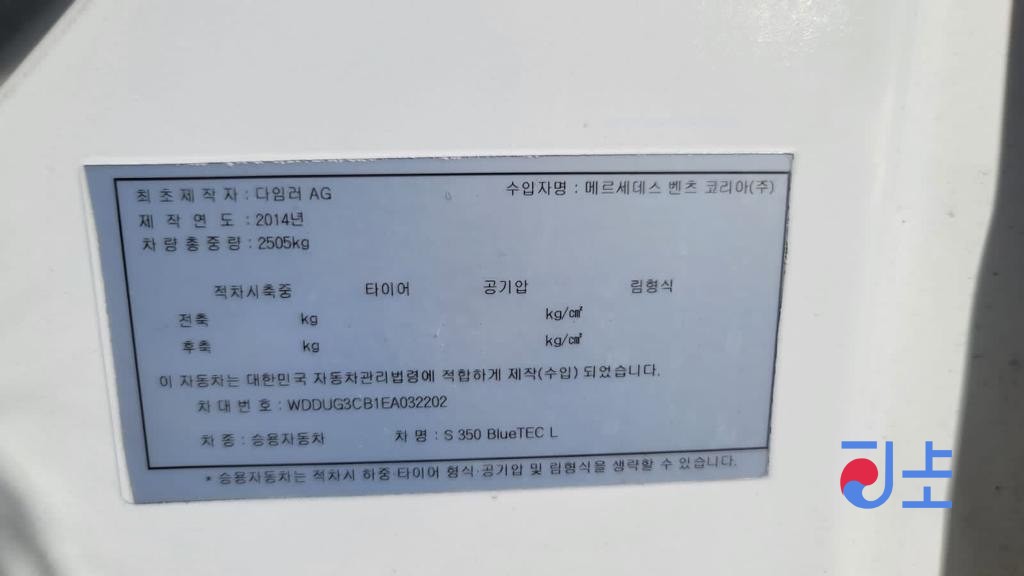 최초제작자 : 다임러 AG 수입자명 : 메르세데스 벤츠 코리아(주)
제 작 연 도 : 2014년
차량총중량 : 2505kg
적차시축중 타이어 공기압 림형식
전축 kg kg/㎠
후축 kg kg/㎠
이 자동차는 대한민국 자동차관리법령에 적합하게 제작(수입) 되었습니다.
차 대 번 호 : WDDUG3CB1EA032202
차 종 : 승용자동차 차 명 : S 350 BlueTEC L
* 승용자동차는 적차시 하중·타이어 형식·공기압 및 림형식을 생략할 수 있습니다.